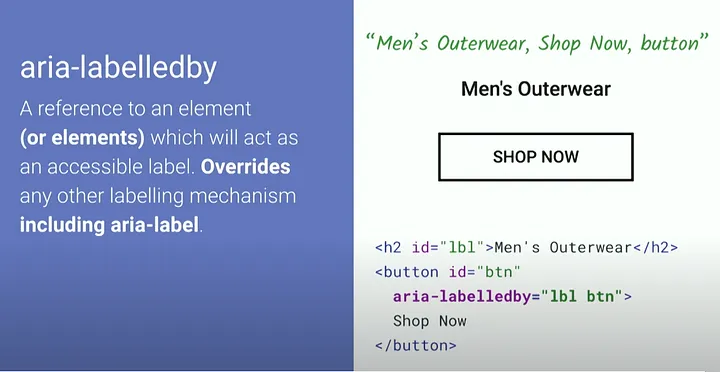 aria-labelledby
A reference to an element
(or elements) which will act as
an accessible label. Overrides
any other labelling mechanism
including aria-label.
“Men’s Outerwear, Shop Now, button”
Men's Outerwear
SHOP NOW
<h2 id="lbl">Men's Outerwear</h2>
<button id="btn"
  aria-labelledby="lbl btn">
  Shop Now
</button>